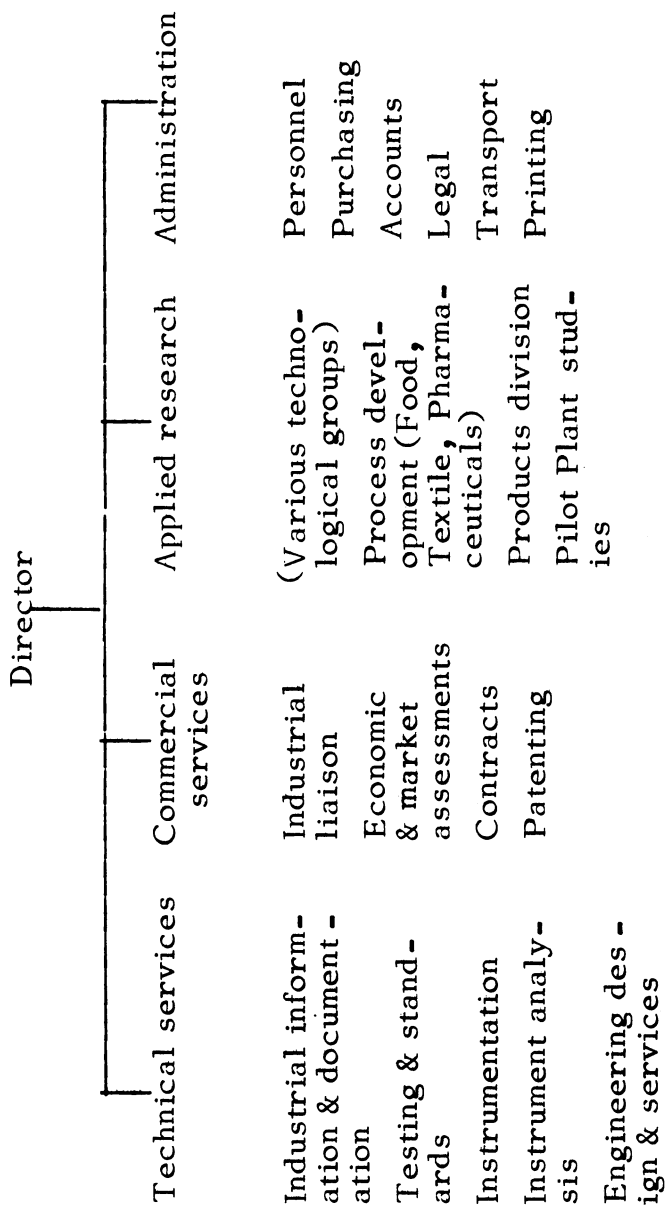 Director
Technical services
Commercial
services
Applied research
Administration
Industrial inform-
ation & document-
ation
Testing & stand-
ards
Instrumentation
Instrument analy-
sis
Engineering des-
ign & services
Industrial
liaison
Economic
& market
assessments
Contracts
Patenting
(Various techno-
logical groups)
Process devel-
opment (Food,
Textile, Pharma-
ceuticals)
Products division
Pilot Plant stud-
ies
Personnel
Purchasing
Accounts
Legal
Transport
Printing